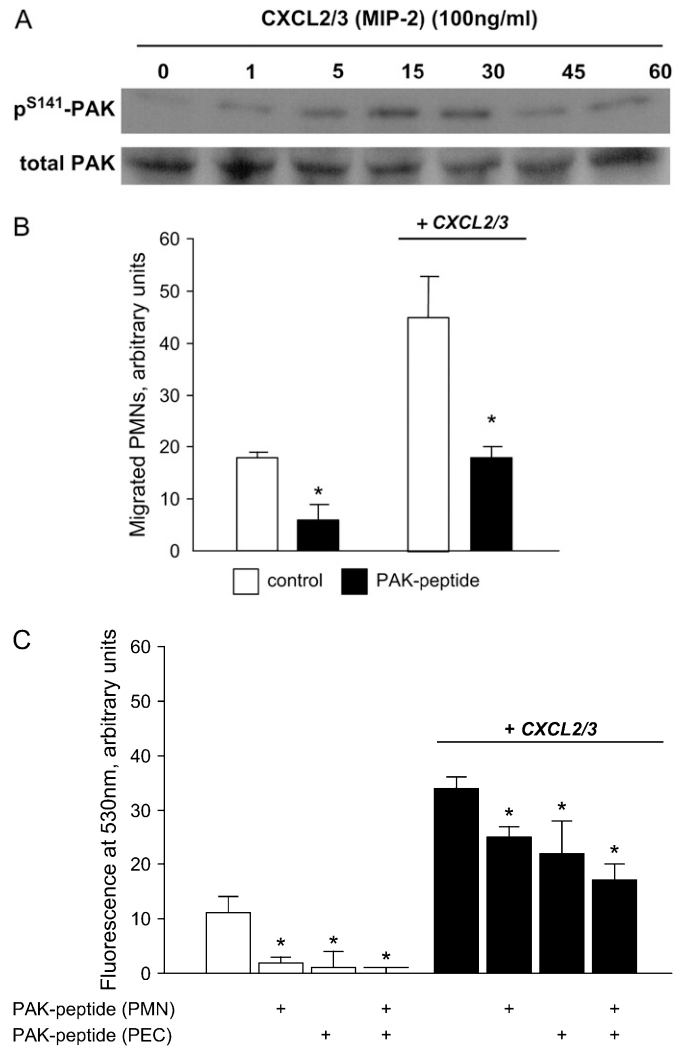 A
CXCL2/3 (MIP-2) (100ng/ml)
0 1 5 15 30 45 60
pS141-PAK
total PAK
B
+ CXCL2/3
Migrated PMNs, arbitrary units
60
50
40
30
20
10
0
*
*
control PAK-peptide
C
Fluorescence at 530nm, arbitrary units
60
50
40
30
20
10
0
+ CXCL2/3
* * *
* * *
PAK-peptide (PMN) + + + +
PAK-peptide (PEC) + + + +